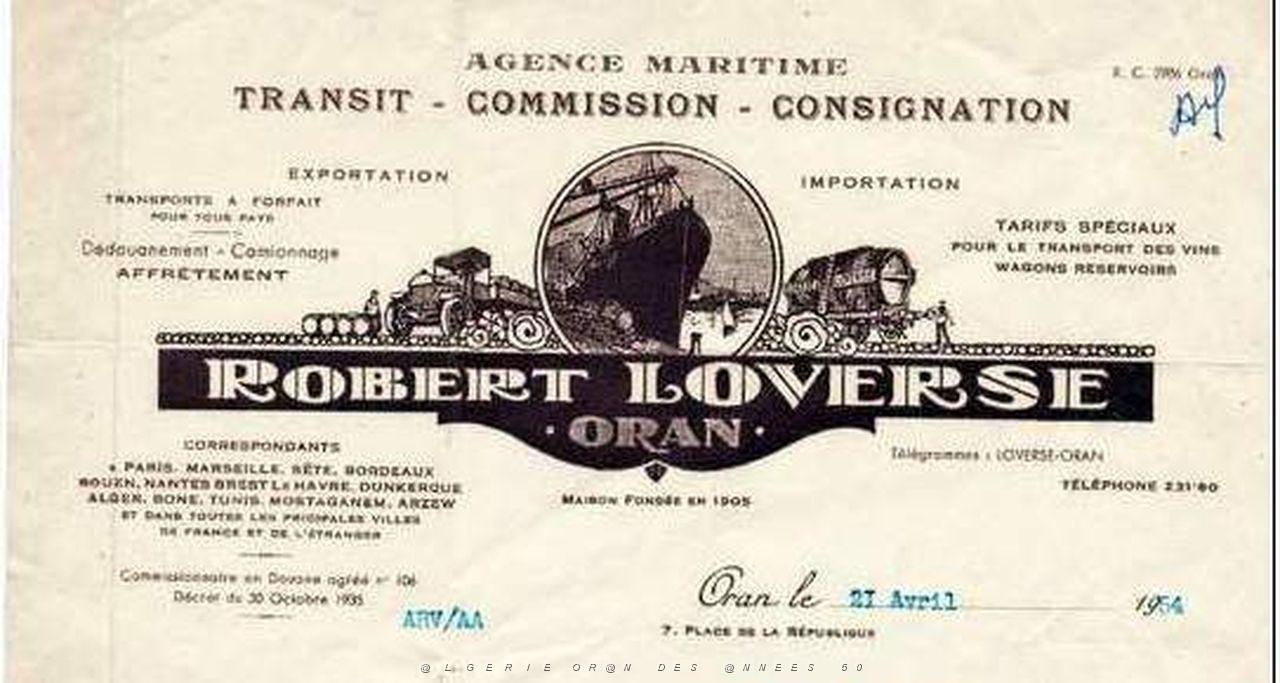 AGENCE MARITIME
R. C. Oran
TRANSIT - COMMISSION - CONSIGNATION
EXPORTATION
IMPORTATION
TRANSPORTS A FORFAIT
POUR TOUS PAYS
Dédouanement - Camionnage
AFFRÈTEMENT
TARIFS SPÉCIAUX
POUR LE TRANSPORT DES VINS
WAGONS RESERVOIRS
ROBERT LOVERSE
· ORAN ·
MAISON FONDÉE EN 1905
CORRESPONDANTS
PARIS. MARSEILLE. SÈTE. BORDEAUX
ROUEN. NANTES BREST LE HAVRE. DUNKERQUE
ALGER. BONE. TUNIS. MOSTAGANEM. ARZEW
ET DANS TOUTES LES PRICIPALES VILLES
DE FRANCE ET DE L'ÉTRANGER
Commissionnaire en Douane agréé n° 106
Décret du 30 Octobre 1935
Télégrammes : LOVERSE-ORAN
TÉLÉPHONE 231-80
ARV/AA
Oran le 21 Avril 1954
7. PLACE DE LA RÉPUBLIQUE
@LGERIE OR@N DES @NNEES 50